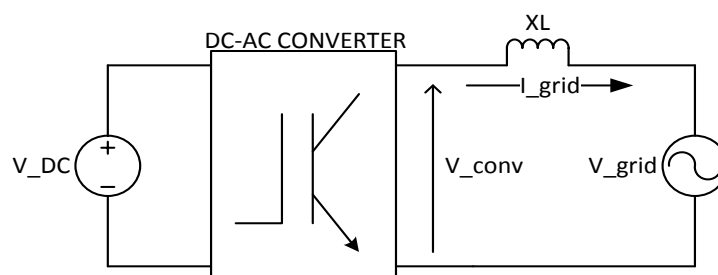 XL
DC-AC CONVERTER
I_grid
V_DC
+
−
V_conv
V_grid